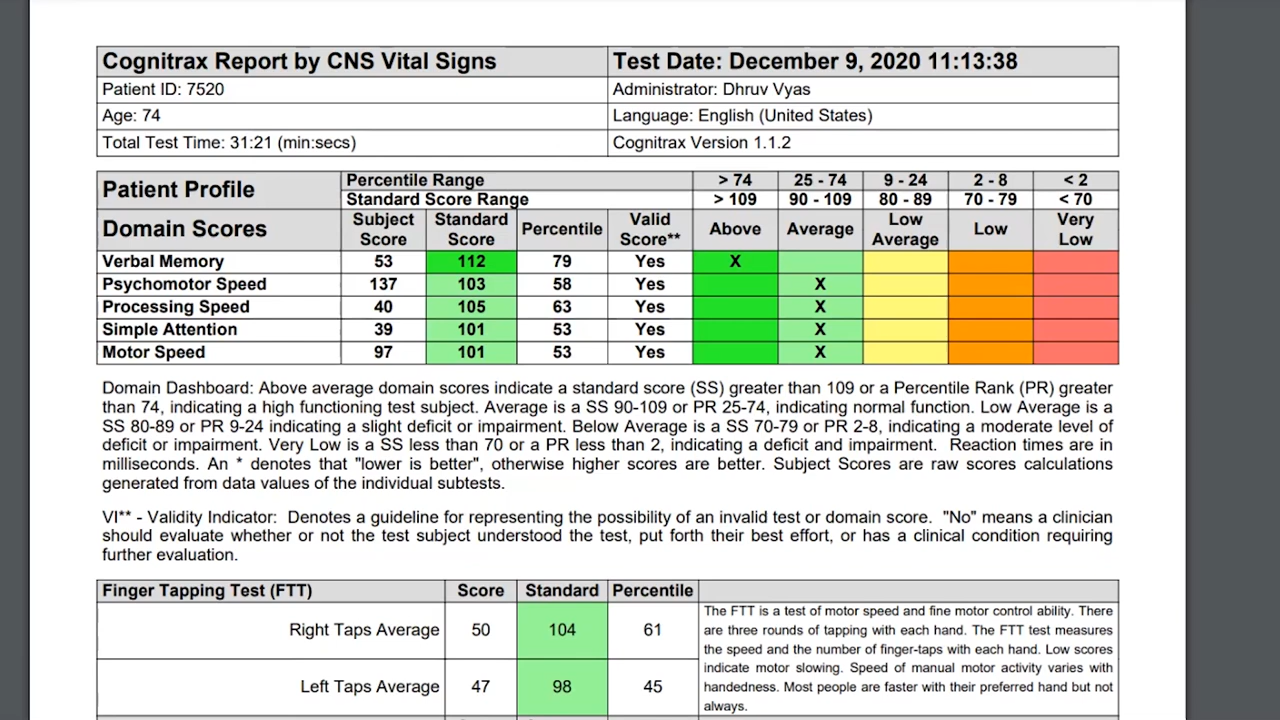 Cognitrax Report by CNS Vital Signs Test Date: December 9, 2020 11:13:38
Patient ID: 7520 Administrator: Dhruv Vyas
Age: 74 Language: English (United States)
Total Test Time: 31:21 (min:secs) Cognitrax Version 1.1.2
Patient Profile Percentile Range > 74 25 - 74 9 - 24 2 - 8 < 2
Standard Score Range > 109 90 - 109 80 - 89 70 - 79 < 70
Domain Scores Subject Score Standard Score Percentile Valid Score** Above Average Low Average Low Very Low
Verbal Memory 53 112 79 Yes X
Psychomotor Speed 137 103 58 Yes X
Processing Speed 40 105 63 Yes X
Simple Attention 39 101 53 Yes X
Motor Speed 97 101 53 Yes X
Domain Dashboard: Above average domain scores indicate a standard score (SS) greater than 109 or a Percentile Rank (PR) greater
than 74, indicating a high functioning test subject. Average is a SS 90-109 or PR 25-74, indicating normal function. Low Average is a
SS 80-89 or PR 9-24 indicating a slight deficit or impairment. Below Average is a SS 70-79 or PR 2-8, indicating a moderate level of
deficit or impairment. Very Low is a SS less than 70 or a PR less than 2, indicating a deficit and impairment. Reaction times are in
milliseconds. An * denotes that "lower is better", otherwise higher scores are better. Subject Scores are raw scores calculations
generated from data values of the individual subtests.
VI** - Validity Indicator: Denotes a guideline for representing the possibility of an invalid test or domain score. "No" means a clinician
should evaluate whether or not the test subject understood the test, put forth their best effort, or has a clinical condition requiring
further evaluation.
Finger Tapping Test (FTT) Score Standard Percentile
Right Taps Average 50 104 61
Left Taps Average 47 98 45
The FTT is a test of motor speed and fine motor control ability. There
are three rounds of tapping with each hand. The FTT test measures
the speed and the number of finger-taps with each hand. Low scores
indicate motor slowing. Speed of manual motor activity varies with
handedness. Most people are faster with their preferred hand but not
always.